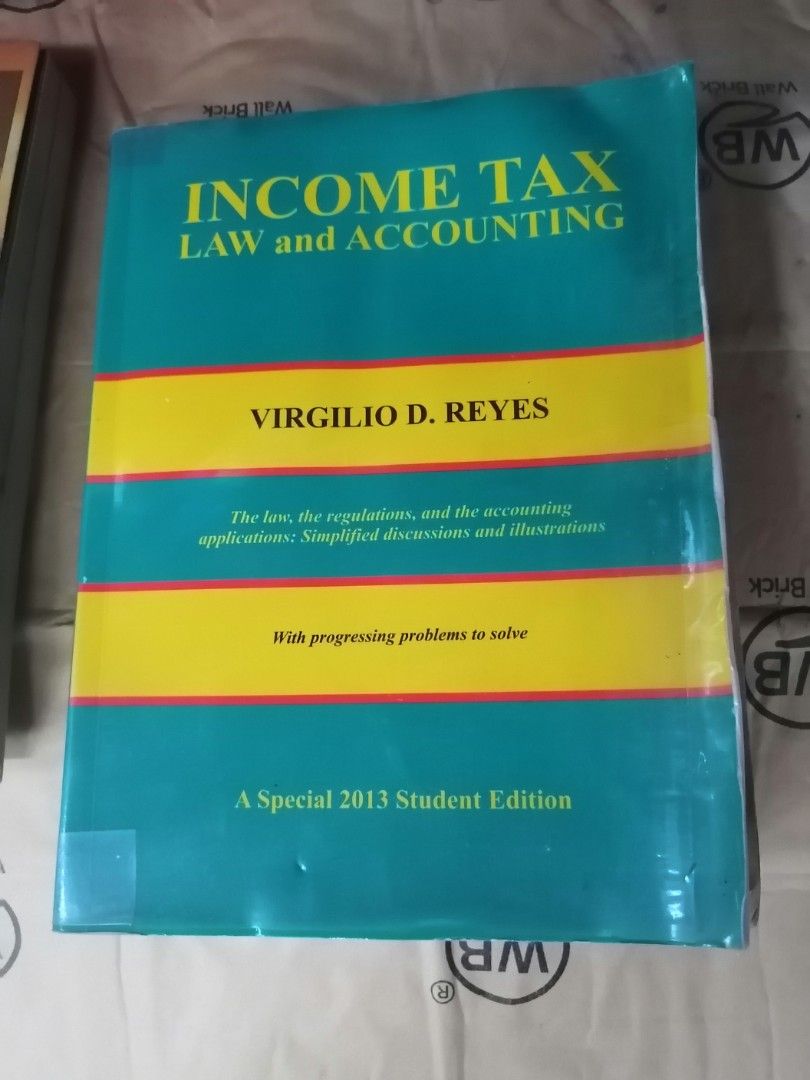 Wall Brick
Wall Brick
WB
®
INCOME TAX
LAW and ACCOUNTING
VIRGILIO D. REYES
The law, the regulations, and the accounting
applications: Simplified discussions and illustrations
Brick
WB
With progressing problems to solve
A Special 2013 Student Edition
WB
®